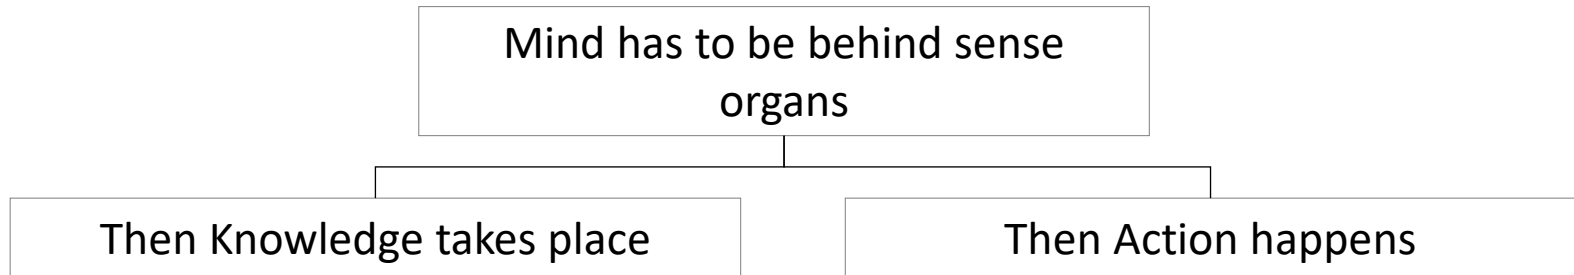 Mind has to be behind sense
organs
Then Knowledge takes place
Then Action happens